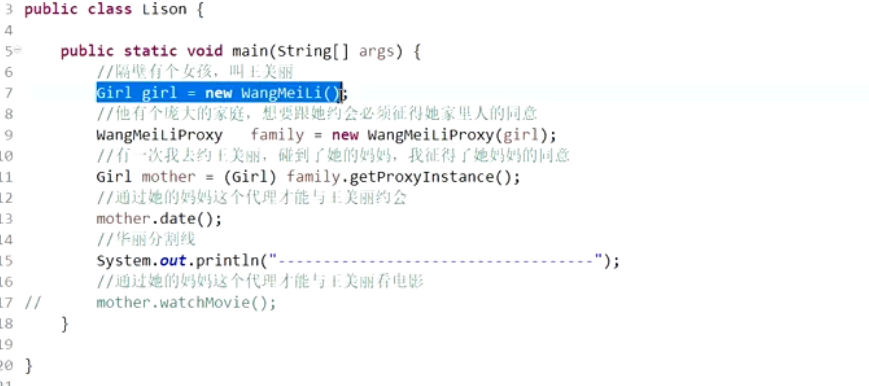 3 public class Lison {
4
5 public static void main(String[] args) {
6 //隔壁有个女孩，叫王美丽
7 Girl girl = new WangMeiLi();
8 //他有个庞大的家庭，想要跟她约会必须征得她家里人的同意
9 WangMeiLiProxy family = new WangMeiLiProxy(girl);
10 //有一次我去约王美丽，碰到了她的妈妈，我征得了她妈妈的同意
11 Girl mother = (Girl) family.getProxyInstance();
12 //通过她的妈妈这个代理才能与王美丽约会
13 mother.date();
14 //华丽分割线
15 System.out.println("-----------------------------------");
16 //通过她的妈妈这个代理才能与王美丽看电影
17 // mother.watchMovie();
18 }
19
20 }